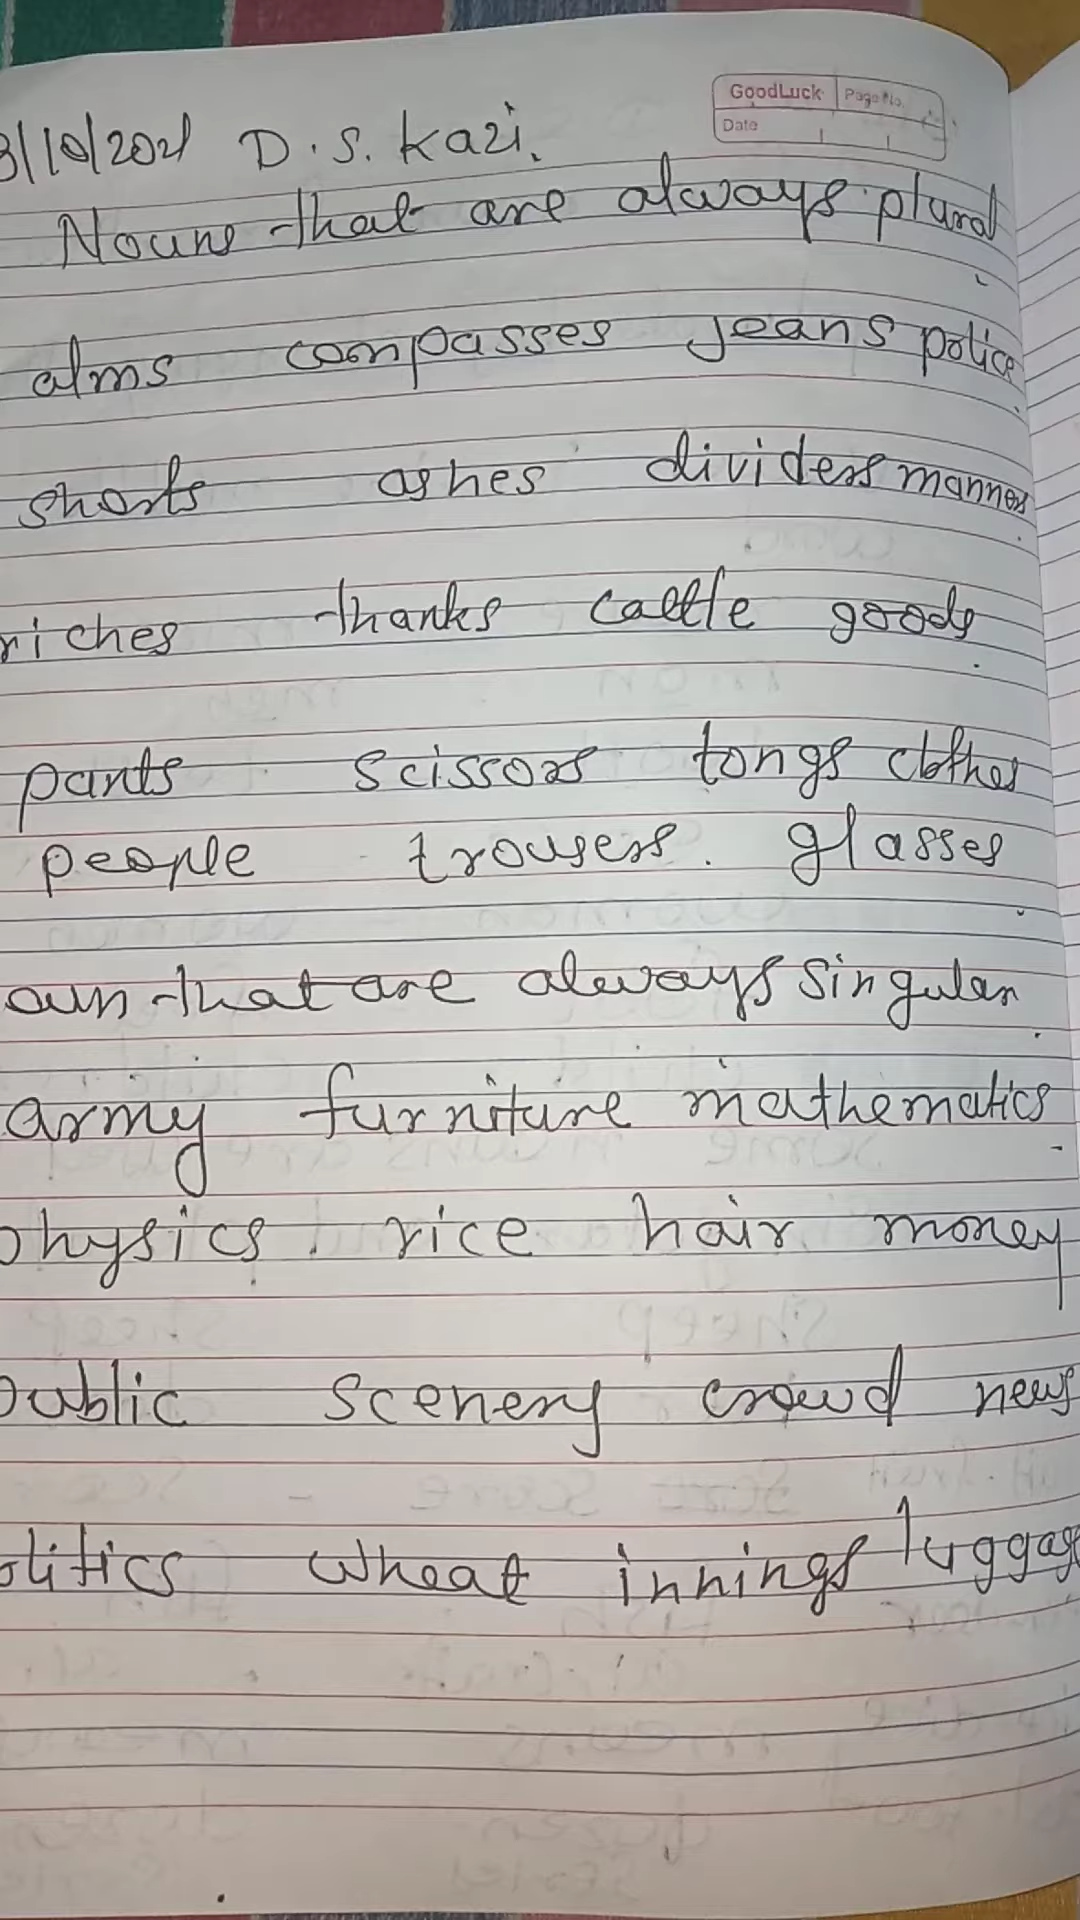 GoodLuck Page No.
Date
3/10/2021 D. S. Kazi.
Nouns that are always plural
alms compasses Jeans police
shorts ashes dividers manners
riches thanks cattle goods
pants scissors tongs clothes
people trousers. glasses
oun that are always singular
army furniture mathematics
physics rice hair money
public scenery crowd news
olitics wheat innings luggag